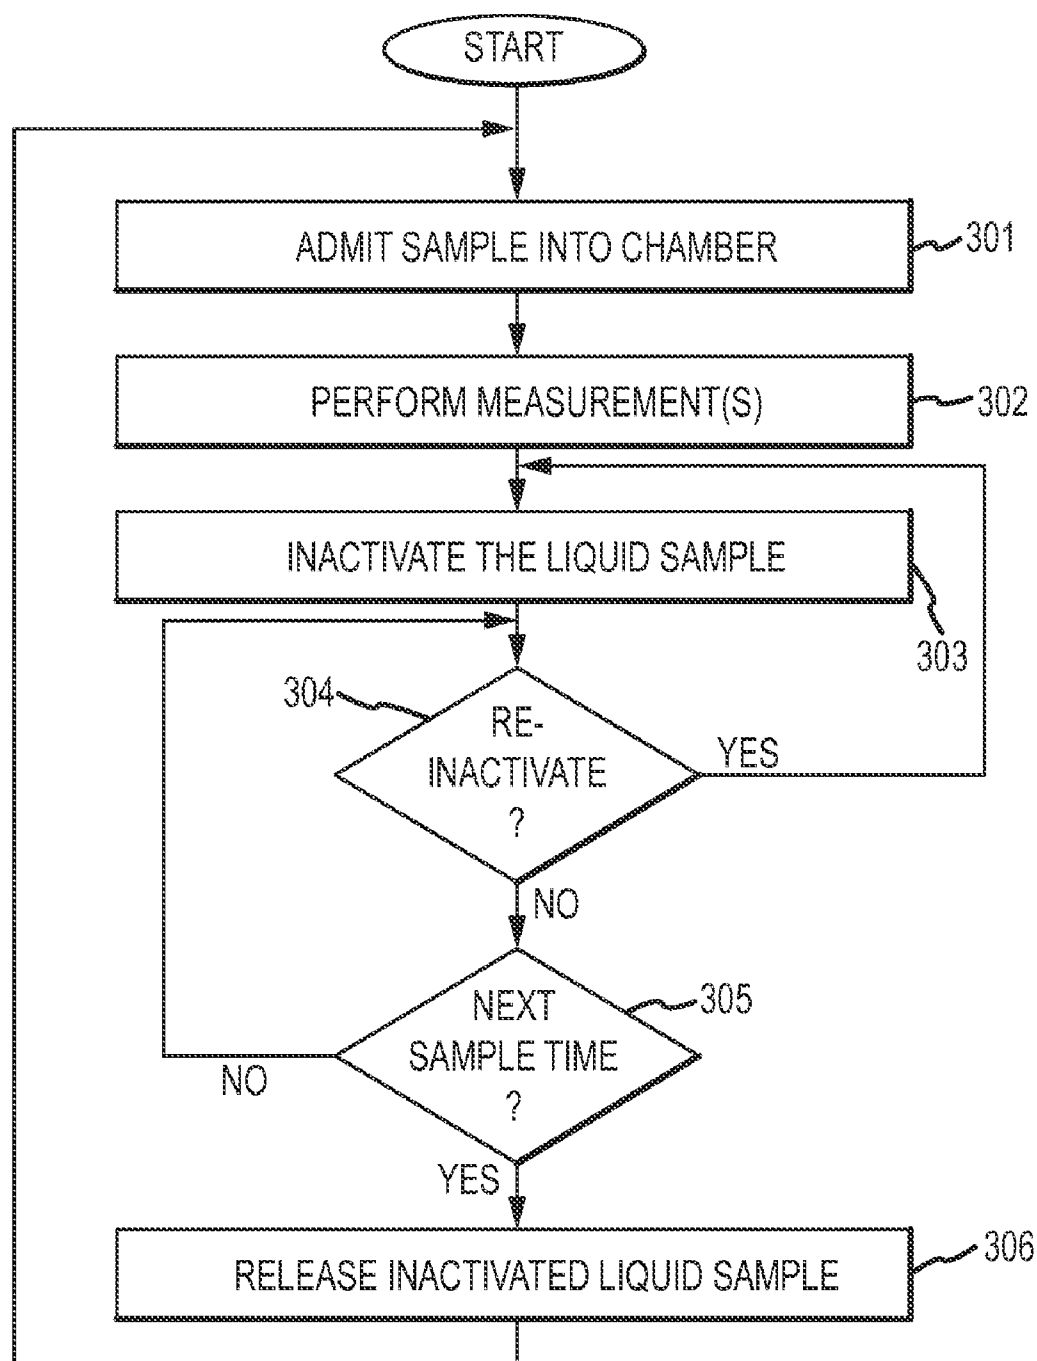 START
ADMIT SAMPLE INTO CHAMBER
301
PERFORM MEASUREMENT(S)
302
INACTIVATE THE LIQUID SAMPLE
303
304
RE-
INACTIVATE
?
YES
NO
NEXT
SAMPLE TIME
?
305
NO
YES
RELEASE INACTIVATED LIQUID SAMPLE
306